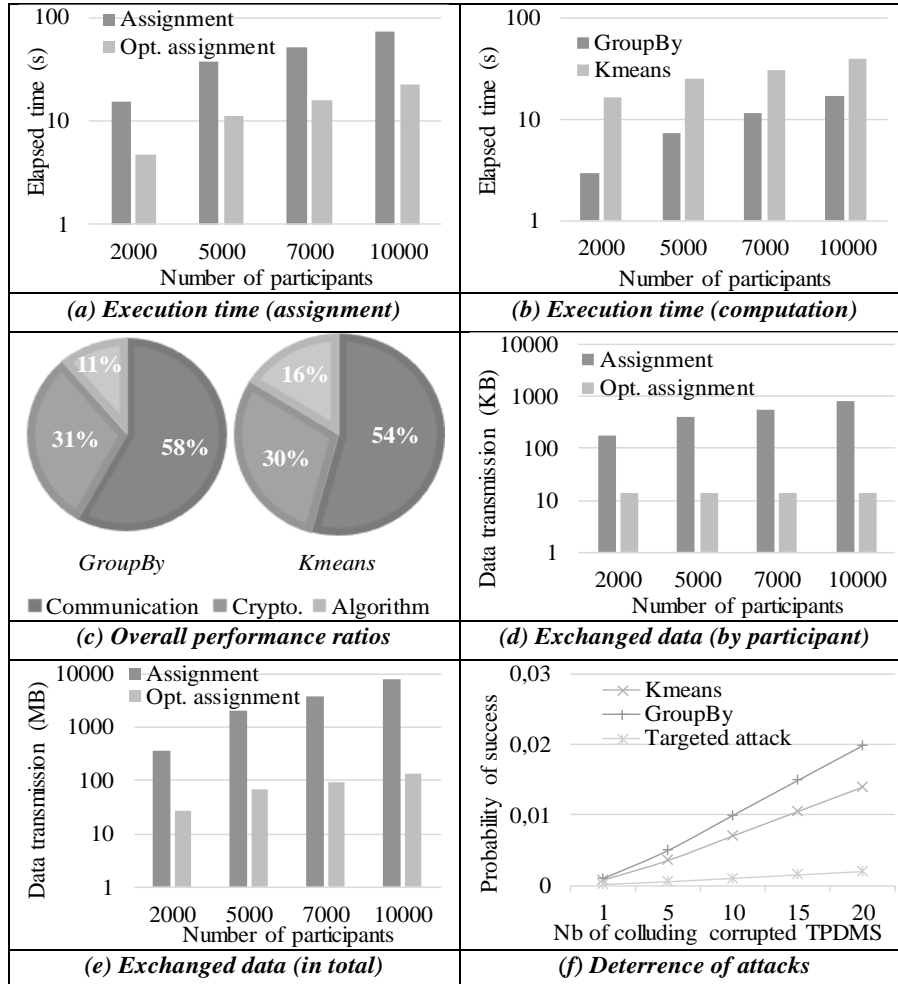 Elapsed time (s)
100
10
1
Assignment
Opt. assignment
2000 5000 7000 10000
Number of participants
(a) Execution time (assignment)
Elapsed time (s)
100
10
1
GroupBy
Kmeans
2000 5000 7000 10000
Number of participants
(b) Execution time (computation)
11%
31%
58%
16%
30%
54%
GroupBy
Kmeans
Communication Crypto. Algorithm
(c) Overall performance ratios
Data transmission (KB)
10000
1000
100
10
1
Assignment
Opt. assignment
2000 5000 7000 10000
Number of participants
(d) Exchanged data (by participant)
Data transmission (MB)
10000
1000
100
10
1
Assignment
Opt. assignment
2000 5000 7000 10000
Number of participants
(e) Exchanged data (in total)
Probability of success
0,03
0,02
0,01
0
Kmeans
GroupBy
Targeted attack
1 5 10 15 20
Nb of colluding corrupted TPDMS
(f) Deterrence of attacks